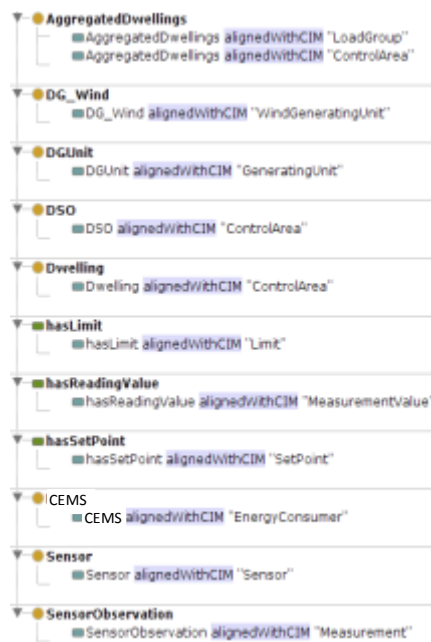 AggregatedDwellings
AggregatedDwellings alignedWithCIM "LoadGroup"
AggregatedDwellings alignedWithCIM "ControlArea"
DG_Wind
DG_Wind alignedWithCIM "WindGeneratingUnit"
DGUnit
DGUnit alignedWithCIM "GeneratingUnit"
DSO
DSO alignedWithCIM "ControlArea"
Dwelling
Dwelling alignedWithCIM "ControlArea"
hasLimit
hasLimit alignedWithCIM "Limit"
hasReadingValue
hasReadingValue alignedWithCIM "MeasurementValue"
hasSetPoint
hasSetPoint alignedWithCIM "SetPoint"
CEMS
CEMS alignedWithCIM "EnergyConsumer"
Sensor
Sensor alignedWithCIM "Sensor"
SensorObservation
SensorObservation alignedWithCIM "Measurement"